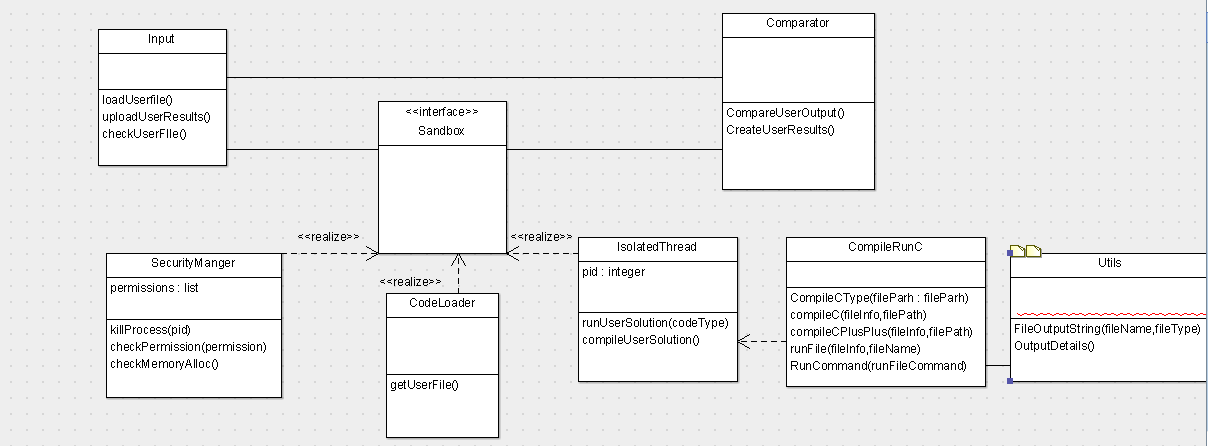 Input
loadUserfile()
uploadUserResults()
checkUserFIle()
Comparator
CompareUserOutput()
CreateUserResults()
<<interface>>
Sandbox
<<realize>>
<<realize>>
<<realize>>
SecurityManger
permissions : list
killProcess(pid)
checkPermission(permission)
checkMemoryAlloc()
CodeLoader
getUserFile()
IsolatedThread
pid : integer
runUserSolution(codeType)
compileUserSolution()
CompileRunC
CompileCType(fileParh : fileParh)
compileC(fileInfo,filePath)
compileCPlusPlus(fileInfo,filePath)
runFile(fileInfo,fileName)
RunCommand(runFileCommand)
Utils
FileOutputString(fileName,fileType)
OutputDetails()